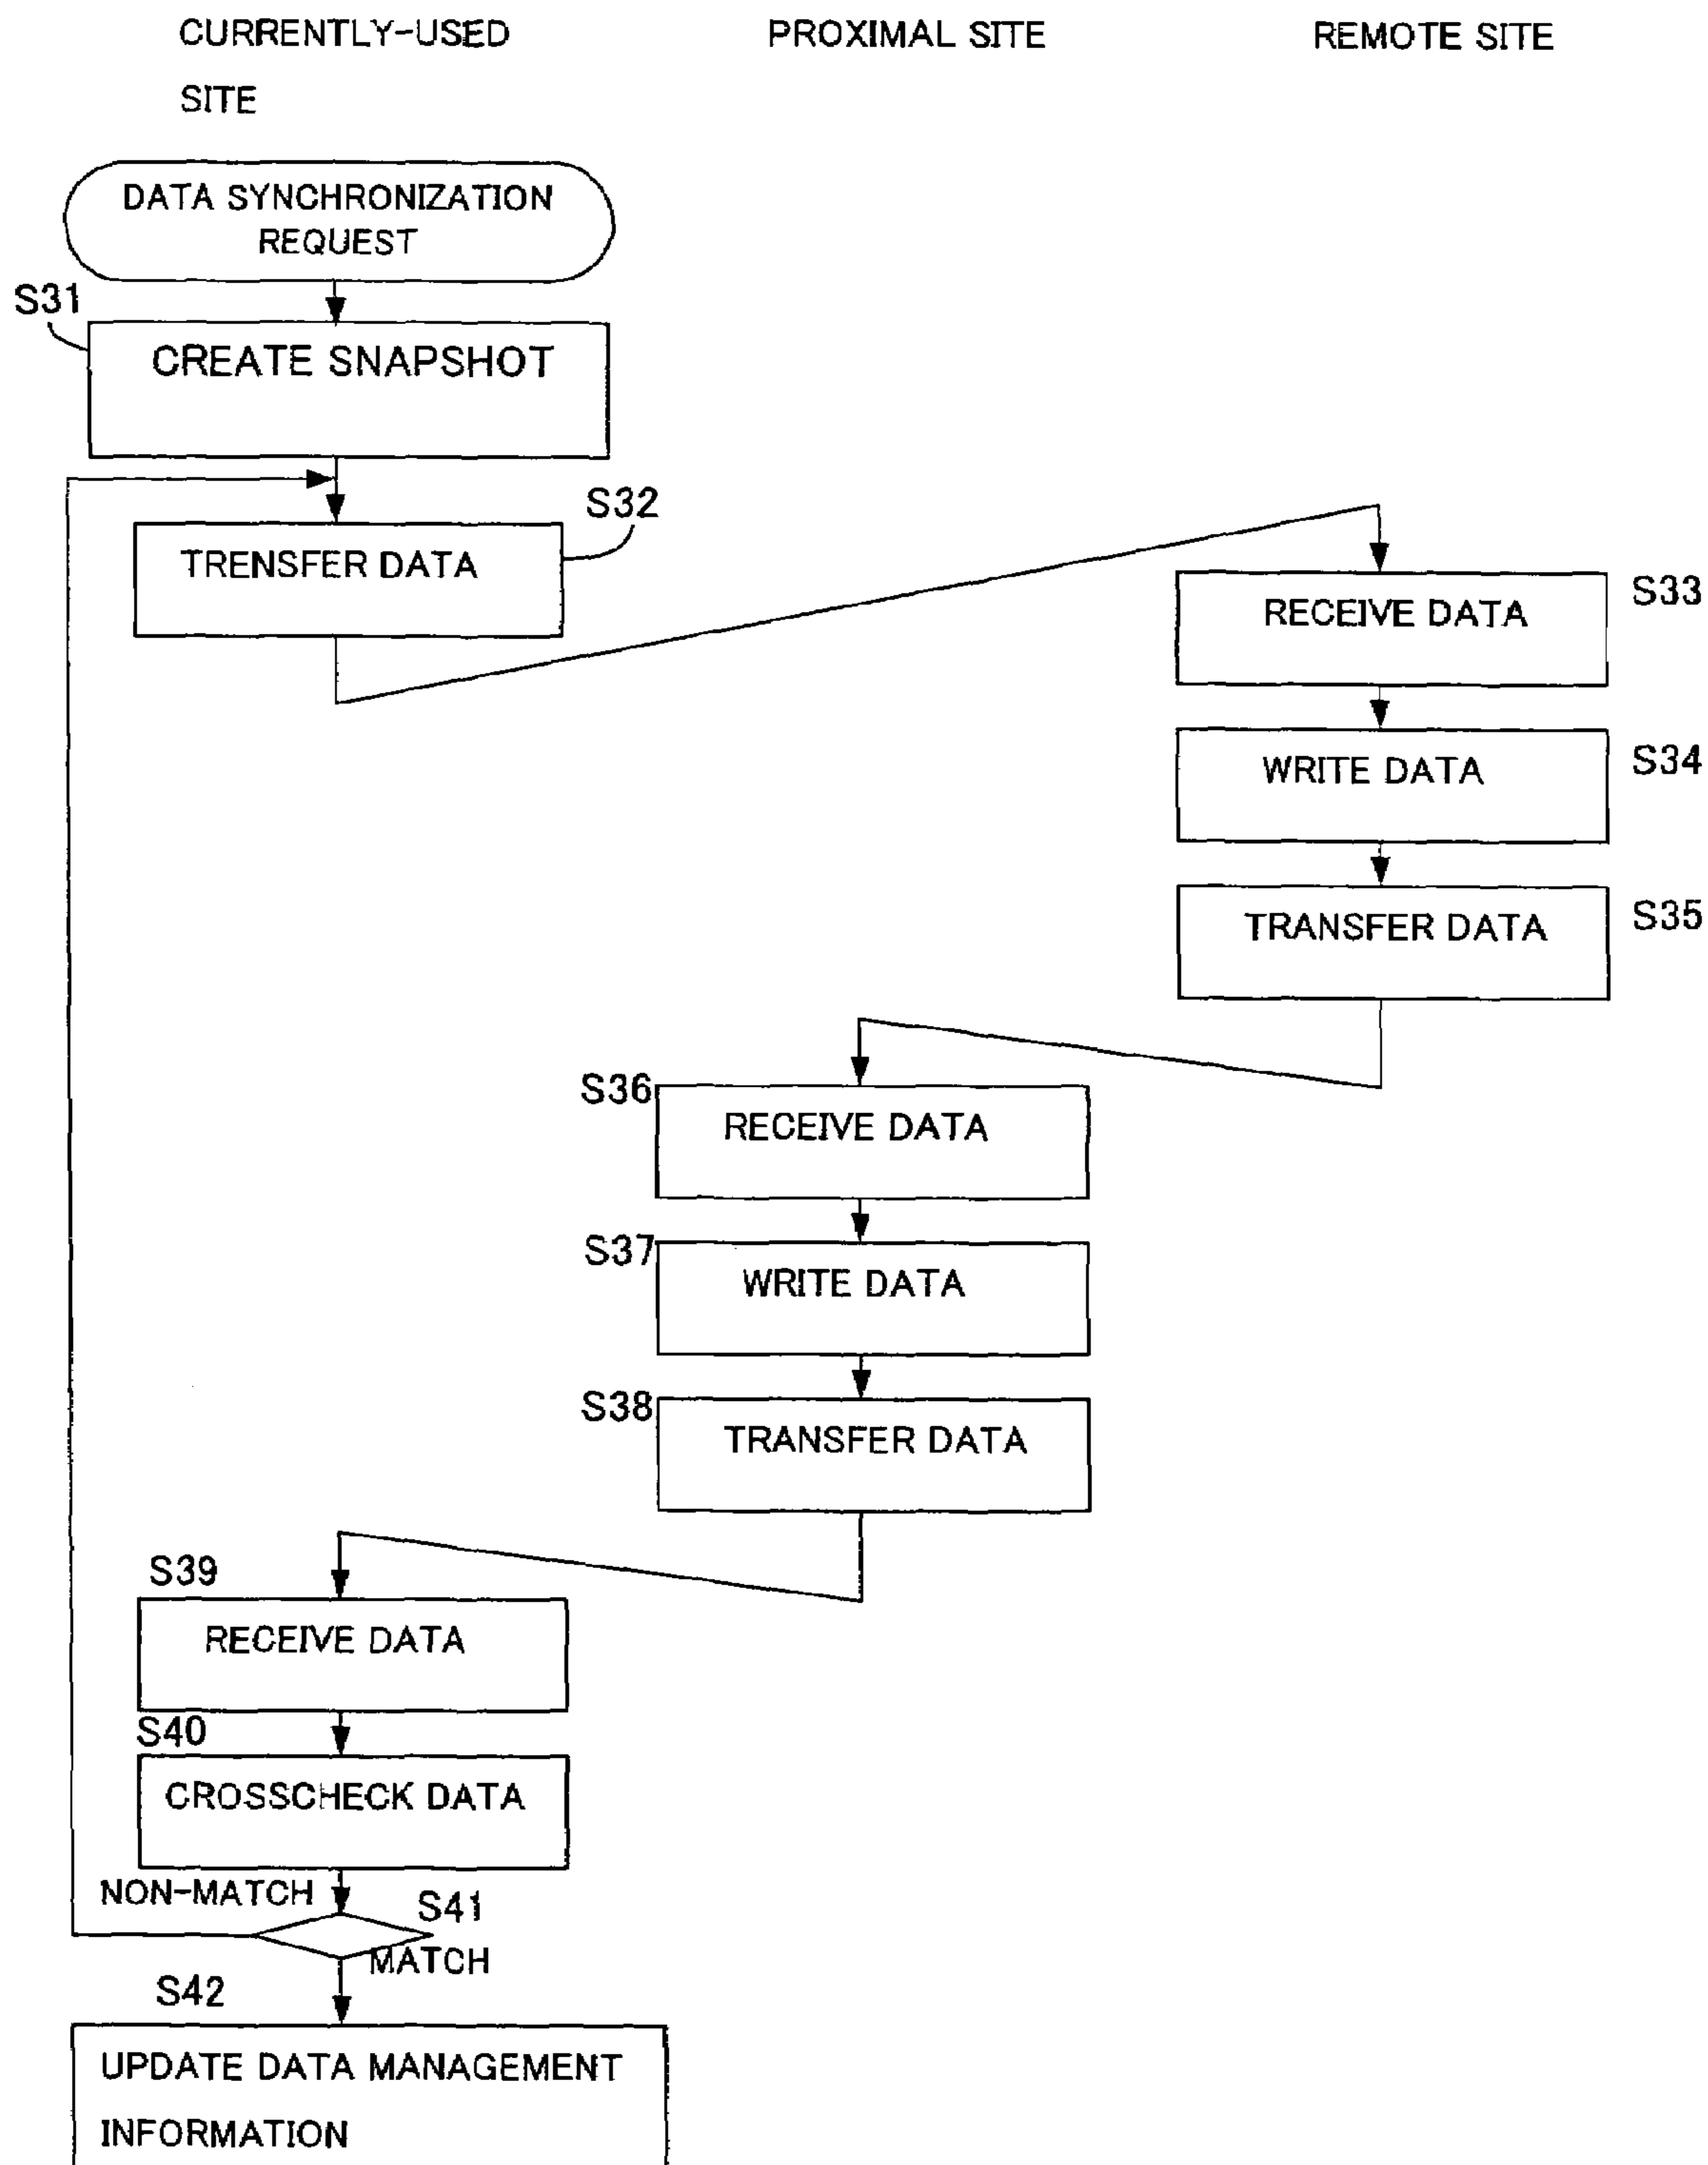 CURRENTLY-USED
SITE
PROXIMAL SITE
REMOTE SITE
DATA SYNCHRONIZATION
REQUEST
S31
CREATE SNAPSHOT
S32
TRENSFER DATA
S33
RECEIVE DATA
S34
WRITE DATA
S35
TRANSFER DATA
S36
RECEIVE DATA
S37
WRITE DATA
S38
TRANSFER DATA
S39
RECEIVE DATA
S40
CROSSCHECK DATA
NON-MATCH
S41
MATCH
S42
UPDATE DATA MANAGEMENT
INFORMATION